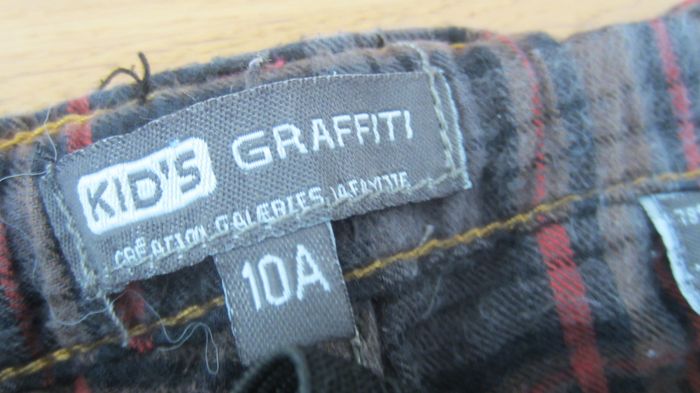 KID'S GRAFFITI
CRÉATION GALERIES LAFAYETTE
10A